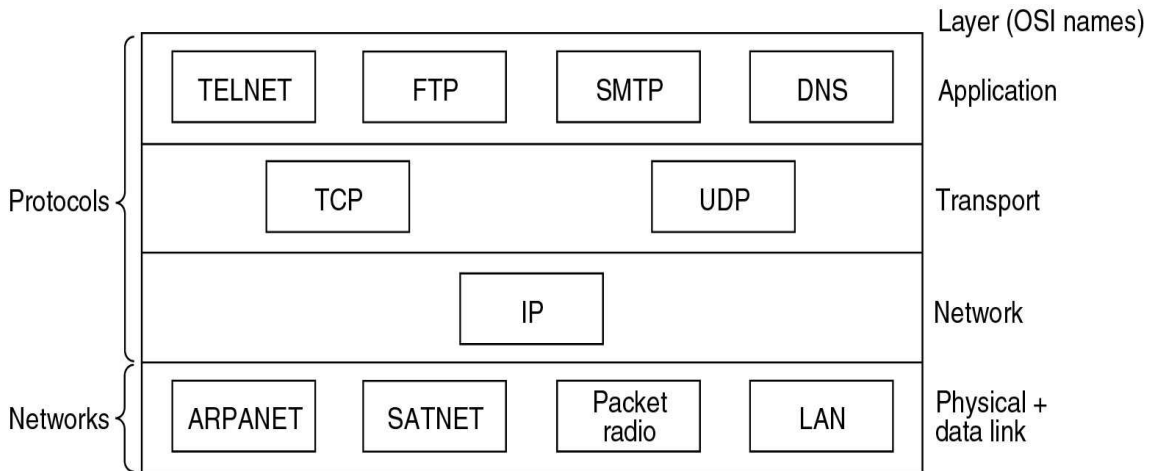 Layer (OSI names)
TELNET FTP SMTP DNS Application
Protocols TCP UDP Transport
IP Network
Networks ARPANET SATNET Packet radio LAN Physical + data link